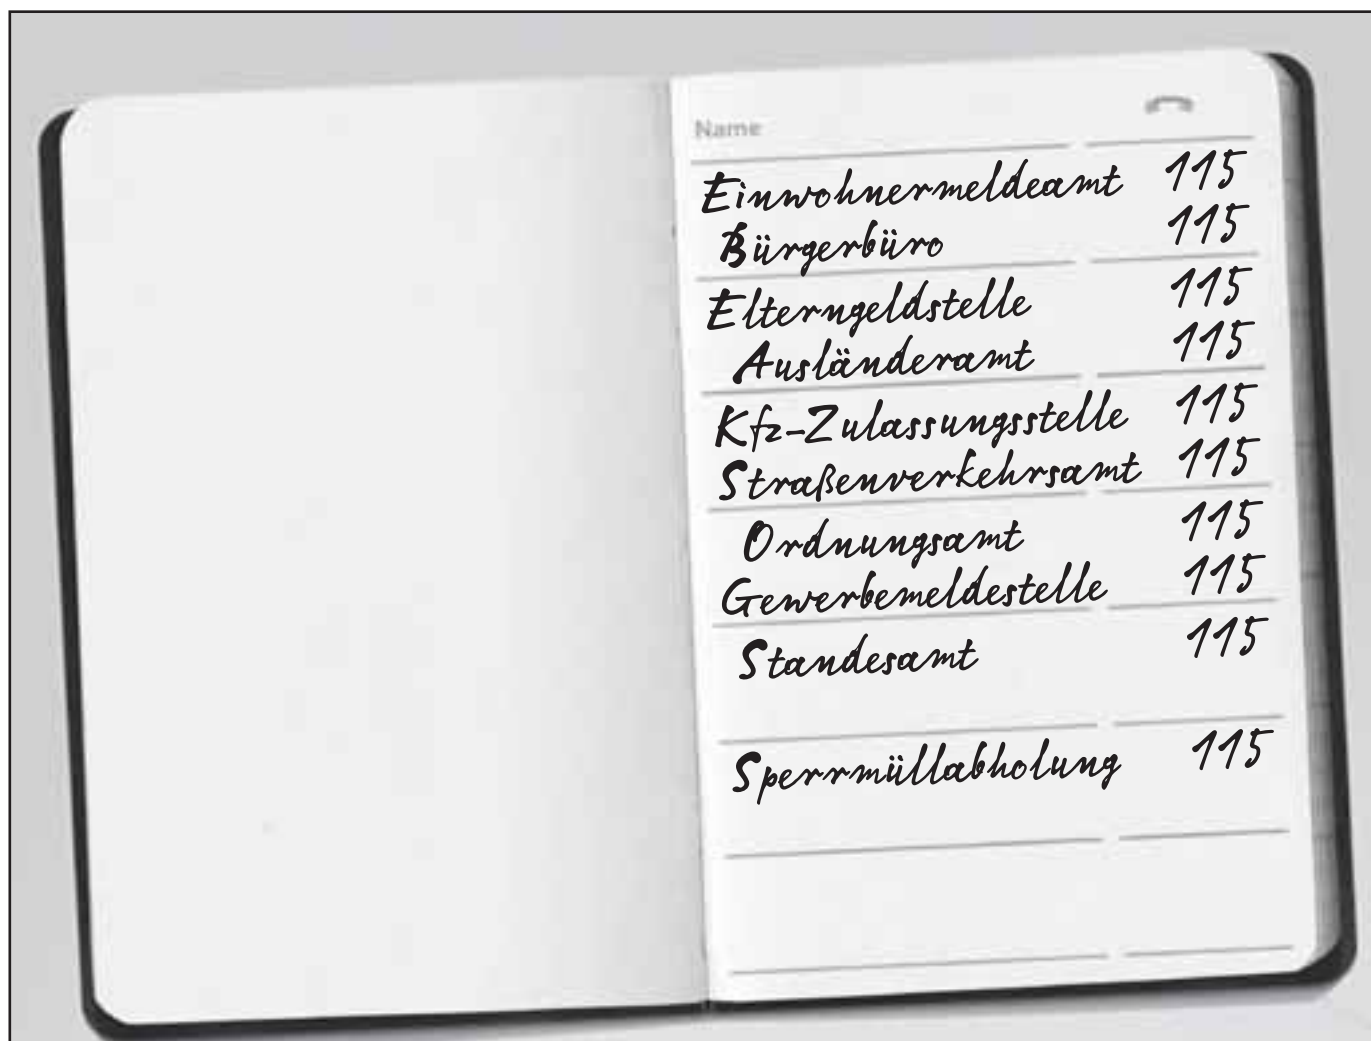 Name
Einwohnermeldeamt 115
Bürgerbüro 115
Elterngeldstelle 115
Ausländeramt 115
Kfz-Zulassungsstelle 115
Straßenverkehrsamt 115
Ordnungsamt 115
Gewerbemeldestelle 115
Standesamt 115
Sperrmüllabholung 115